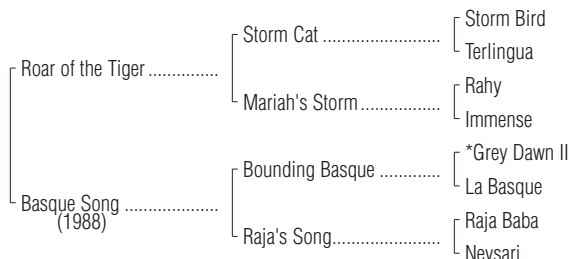 Storm Bird
Storm Cat ........................
Terlingua
Roar of the Tiger ..............
Rahy
Mariah's Storm ................
Immense
*Grey Dawn II
Bounding Basque .............
La Basque
Basque Song ...................
(1988)
Raja Baba
Raja's Song......................
Nevsari